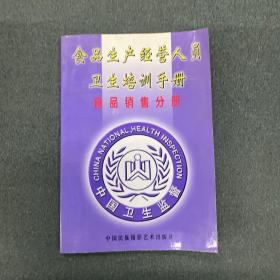 食品生产经营人员
卫生培训手册
食品销售分册
CHINA NATIONAL HEALTH INSPECTION
中国卫生监督
中国民族摄影艺术出版社